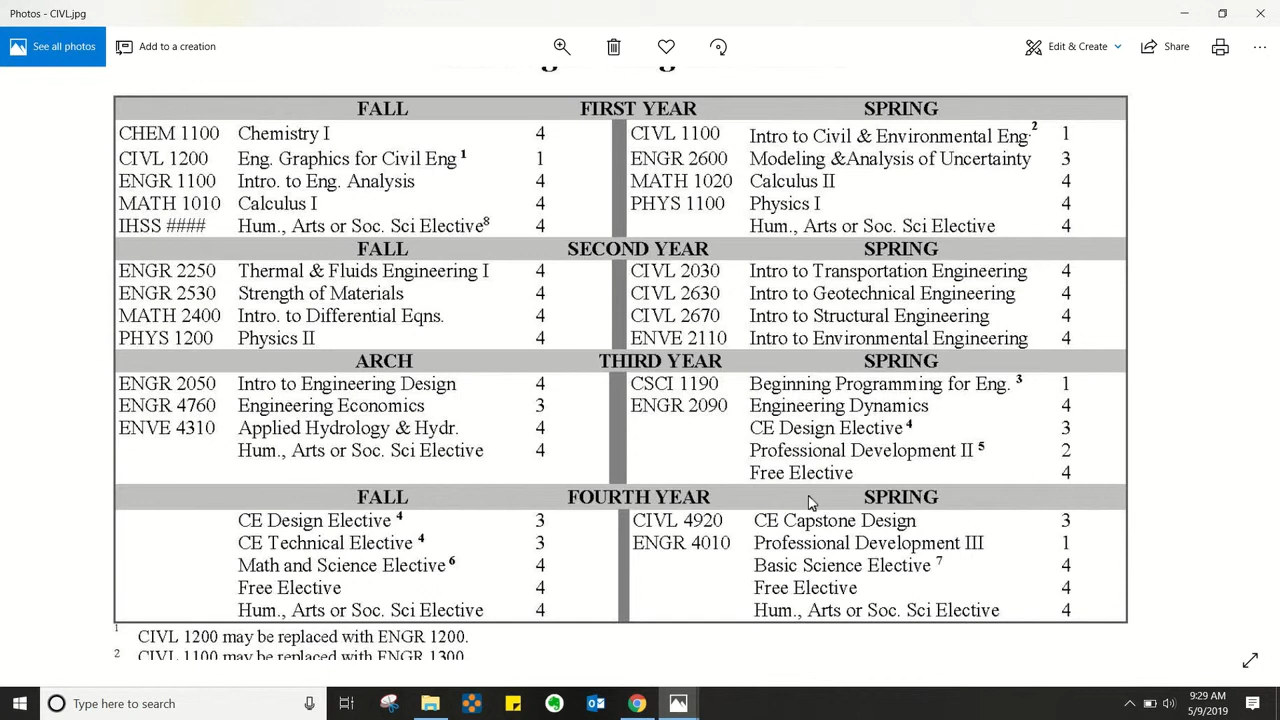 Photos - CIVL.jpg
See all photos
Add to a creation
Edit & Create
Share
FALL FIRST YEAR SPRING
CHEM 1100 Chemistry I 4 CIVL 1100 Intro to Civil & Environmental Eng. 2 1
CIVL 1200 Eng. Graphics for Civil Eng 1 1 ENGR 2600 Modeling &Analysis of Uncertainty 3
ENGR 1100 Intro. to Eng. Analysis 4 MATH 1020 Calculus II 4
MATH 1010 Calculus I 4 PHYS 1100 Physics I 4
IHSS #### Hum., Arts or Soc. Sci Elective8 4 Hum., Arts or Soc. Sci Elective 4
FALL SECOND YEAR SPRING
ENGR 2250 Thermal & Fluids Engineering I 4 CIVL 2030 Intro to Transportation Engineering 4
ENGR 2530 Strength of Materials 4 CIVL 2630 Intro to Geotechnical Engineering 4
MATH 2400 Intro. to Differential Eqns. 4 CIVL 2670 Intro to Structural Engineering 4
PHYS 1200 Physics II 4 ENVE 2110 Intro to Environmental Engineering 4
ARCH THIRD YEAR SPRING
ENGR 2050 Intro to Engineering Design 4 CSCI 1190 Beginning Programming for Eng. 3 1
ENGR 4760 Engineering Economics 3 ENGR 2090 Engineering Dynamics 4
ENVE 4310 Applied Hydrology & Hydr. 4 CE Design Elective 4 3
Hum., Arts or Soc. Sci Elective 4 Professional Development II 5 2
Free Elective 4
FALL FOURTH YEAR SPRING
CE Design Elective 4 3 CIVL 4920 CE Capstone Design 3
CE Technical Elective 4 3 ENGR 4010 Professional Development III 1
Math and Science Elective 6 4 Basic Science Elective 7 4
Free Elective 4 Free Elective 4
Hum., Arts or Soc. Sci Elective 4 Hum., Arts or Soc. Sci Elective 4
1 CIVL 1200 may be replaced with ENGR 1200.
2 CIVL 1100 may be replaced with ENGR 1300.
Type here to search
9:29 AM
5/9/2019